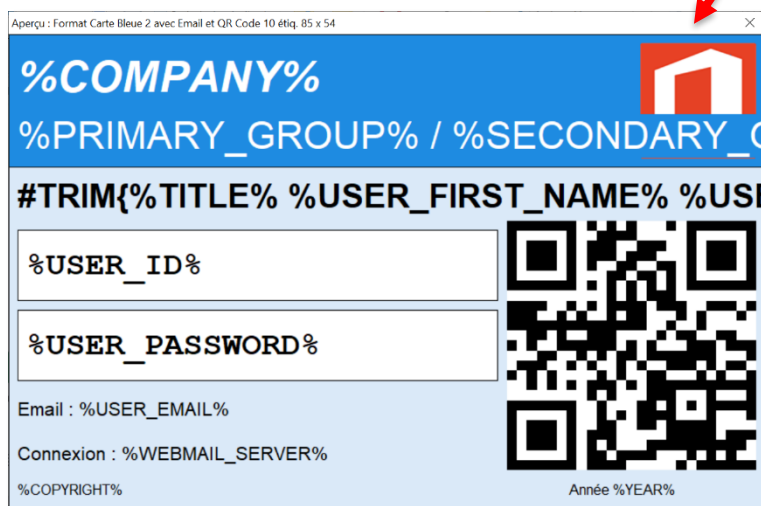 Aperçu : Format Carte Bleue 2 avec Email et QR Code 10 étiq. 85 x 54
%COMPANY%
%PRIMARY_GROUP% / %SECONDARY_G
#TRIM{%TITLE% %USER_FIRST_NAME% %USE
%USER_ID%
%USER_PASSWORD%
Email : %USER_EMAIL%
Connexion : %WEBMAIL_SERVER%
%COPYRIGHT%
Année %YEAR%